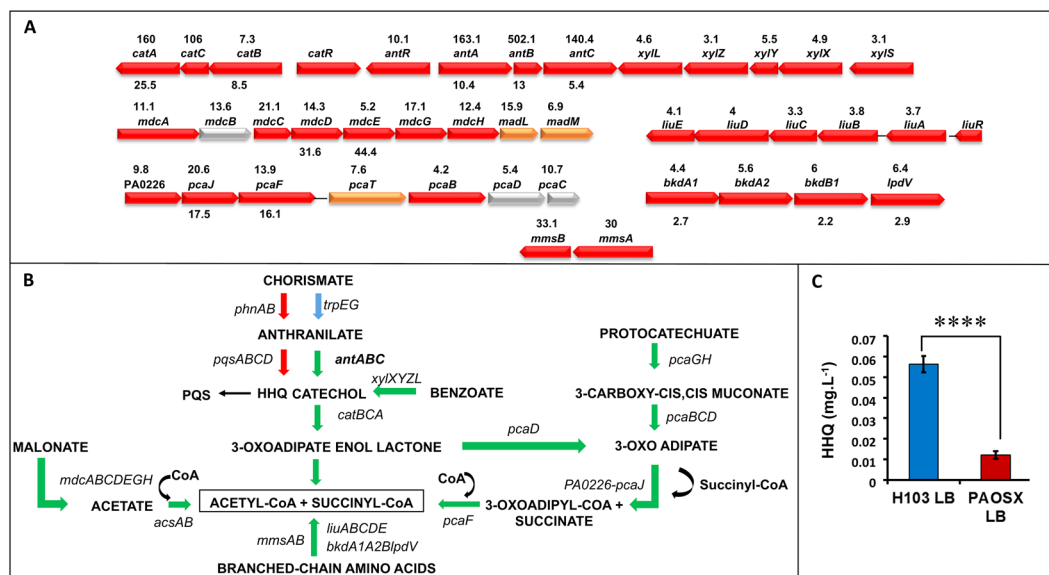 A
160 106 7.3 10.1 163.1 502.1 140.4 4.6 3.1 5.5 4.9 3.1
catA catC catB catR antR antA antB antC xylL xylZ xylY xylX xylS
25.5 8.5 10.4 13 5.4
11.1 13.6 21.1 14.3 5.2 17.1 12.4 15.9 6.9
mdcA mdcB mdcC mdcD mdcE mdcG mdcH madL madM
31.6 44.4
4.1 4 3.3 3.8 3.7
liuE liuD liuC liuB liuA liuR
9.8 20.6 13.9 7.6 4.2 5.4 10.7
PA0226 pcaJ pcaF pcaT pcaB pcaD pcaC
17.5 16.1
4.4 5.6 6 6.4
bkdA1 bkdA2 bkdB1 lpdV
2.7 2.2 2.9
33.1 30
mmsB mmsA
B
CHORISMATE
phnAB trpEG
ANTHRANILATE
pqsABCD antABC
PQS HHQ CATECHOL xylXYZL BENZOATE
catBCA
3-OXOADIPATE ENOL LACTONE
pcaD
PROTOCATECHUATE
pcaGH
3-CARBOXY-CIS,CIS MUCONATE
pcaBCD
3-OXO ADIPATE
MALONATE
mdcABCDEGH CoA
ACETATE
acsAB
ACETYL-CoA + SUCCINYL-CoA
CoA
pcaF
PA0226-pcaJ
Succinyl-CoA
3-OXOADIPYL-COA +
SUCCINATE
mmsAB
liuABCDE
bkdA1A2BlpdV
BRANCHED-CHAIN AMINO ACIDS
C
****
HHQ (mg.L-1)
0.07
0.06
0.05
0.04
0.03
0.02
0.01
0
H103 LB PAOSX
LB